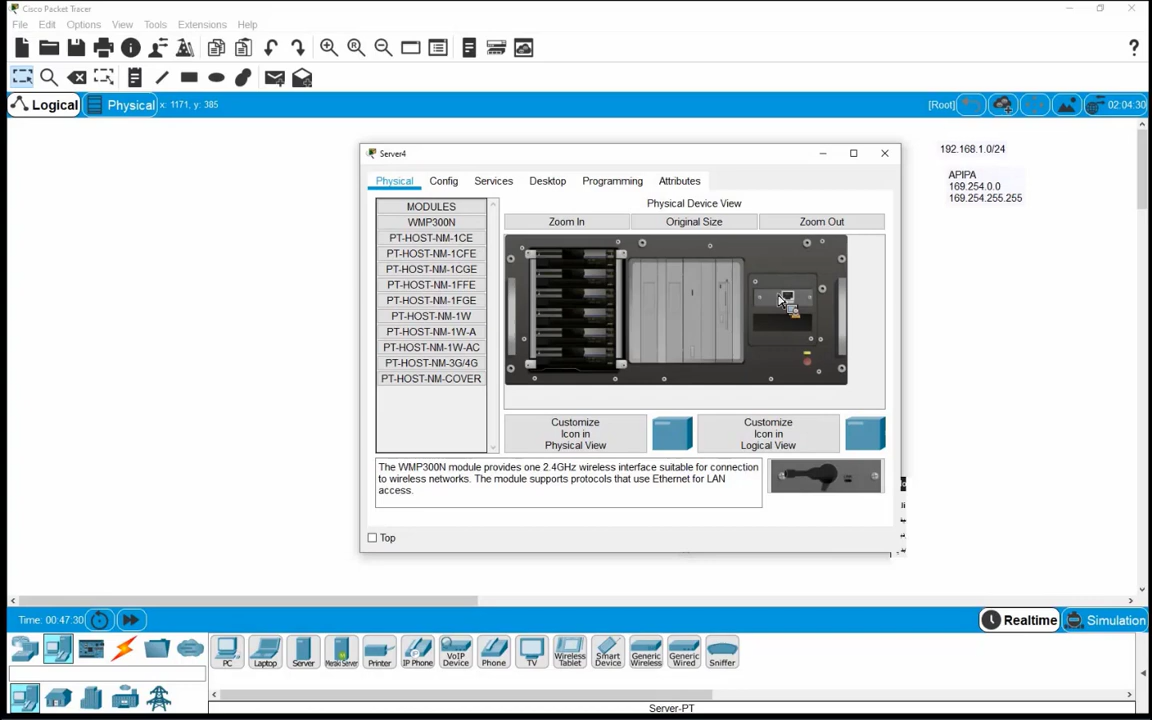 Cisco Packet Tracer
File Edit Options View Tools Extensions Help
?
Logical
Physical x: 1171, y: 385
[Root]
02:04:30
192.168.1.0/24
APIPA
169.254.0.0
169.254.255.255
Server4
Physical Config Services Desktop Programming Attributes
MODULES
WMP300N
PT-HOST-NM-1CE
PT-HOST-NM-1CFE
PT-HOST-NM-1CGE
PT-HOST-NM-1FFE
PT-HOST-NM-1FGE
PT-HOST-NM-1W
PT-HOST-NM-1W-A
PT-HOST-NM-1W-AC
PT-HOST-NM-3G/4G
PT-HOST-NM-COVER
Physical Device View
Zoom In Original Size Zoom Out
Customize
Icon in
Physical View
Customize
Icon in
Logical View
The WMP300N module provides one 2.4GHz wireless interface suitable for connection
to wireless networks. The module supports protocols that use Ethernet for LAN
access.
Top
Time: 00:47:30
Realtime
Simulation
PC
Laptop
Server
Meraki Server
Printer
IP Phone
VoIP
Device
Phone
TV
Wireless
Tablet
Smart
Device
Generic
Wireless
Generic
Wired
Sniffer
Server-PT